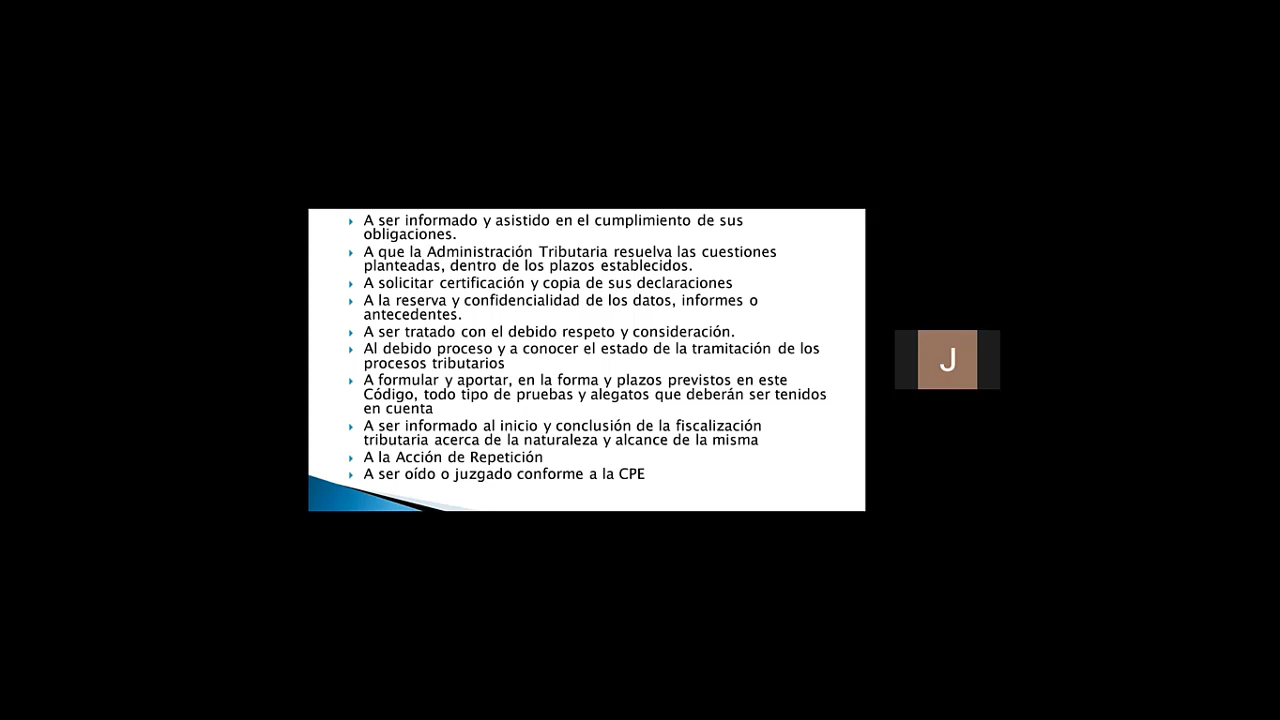 A ser informado y asistido en el cumplimiento de sus
obligaciones.
A que la Administración Tributaria resuelva las cuestiones
planteadas, dentro de los plazos establecidos.
A solicitar certificación y copia de sus declaraciones
A la reserva y confidencialidad de los datos, informes o
antecedentes.
A ser tratado con el debido respeto y consideración.
Al debido proceso y a conocer el estado de la tramitación de los
procesos tributarios
A formular y aportar, en la forma y plazos previstos en este
Código, todo tipo de pruebas y alegatos que deberán ser tenidos
en cuenta
A ser informado al inicio y conclusión de la fiscalización
tributaria acerca de la naturaleza y alcance de la misma
A la Acción de Repetición
A ser oído o juzgado conforme a la CPE
J